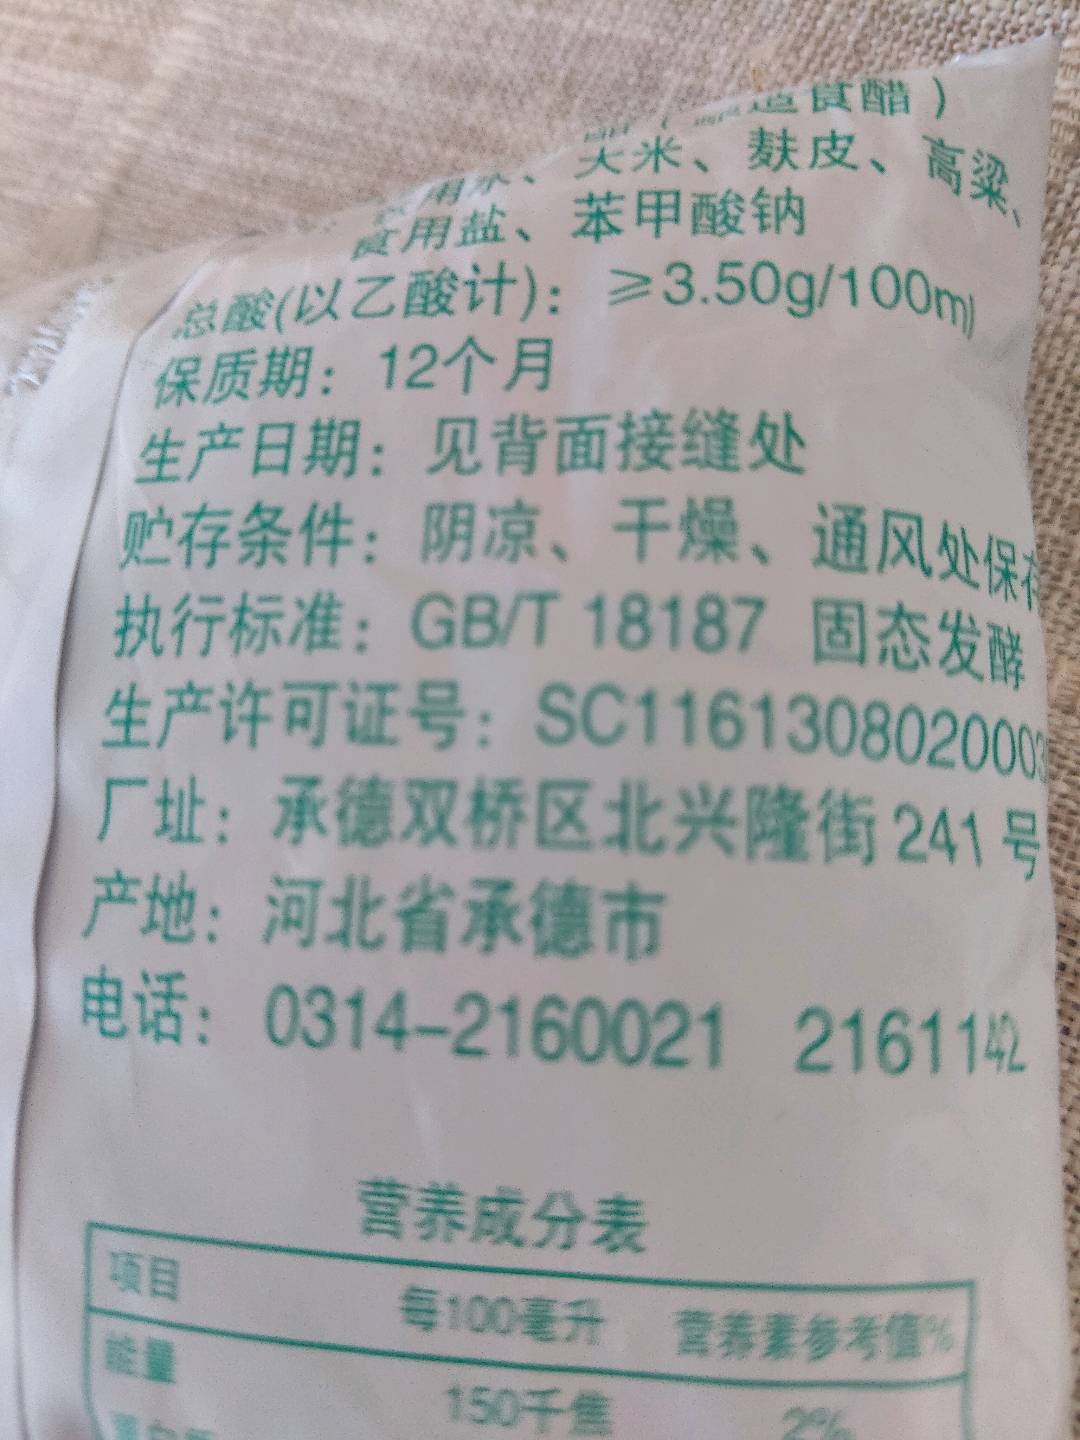 造食醋）
大米、麸皮、高粱、
食用盐、苯甲酸钠
总酸(以乙酸计)：≥3.50g/100ml
保质期：12个月
生产日期：见背面接缝处
贮存条件：阴凉、干燥、通风处保存
执行标准：GB/T 18187 固态发酵
生产许可证号：SC1161308020003
厂址：承德双桥区北兴隆街241号
产地：河北省承德市
电话：0314-2160021 2161142
营养成分表
项目 每100毫升 营养素参考值%
能量 150千焦 2%